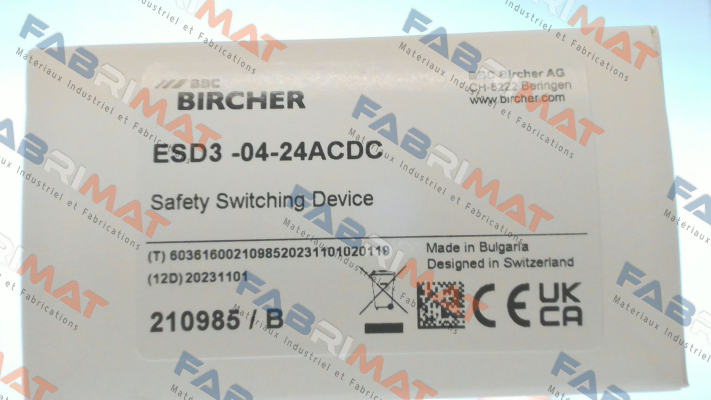 BBC
BIRCHER
BBC Bircher AG
CH-8222 Beringen
www.bircher.com
ESD3 -04-24ACDC
Safety Switching Device
(T) 6036160021098520231101020119
(12D) 20231101
Made in Bulgaria
Designed in Switzerland
210985 / B
CE
UK
CA
FABRIMAT
Materiaux Industriel et Fabrications